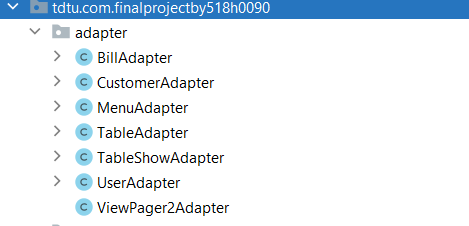 tdtu.com.finalprojectby518h0090
adapter
C BillAdapter
C CustomerAdapter
C MenuAdapter
C TableAdapter
C TableShowAdapter
C UserAdapter
C ViewPager2Adapter